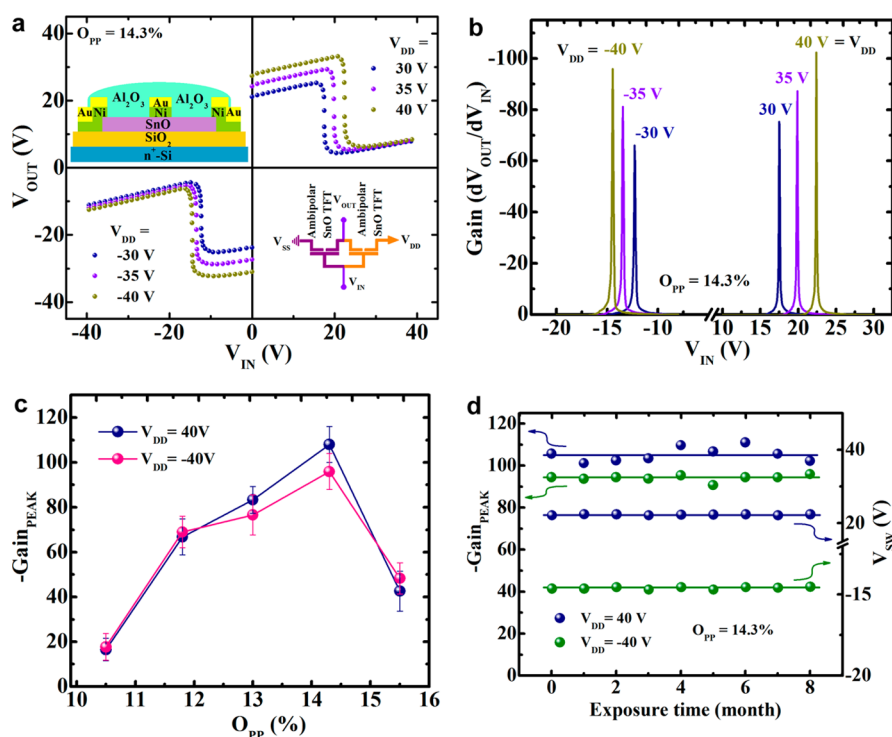 a
O_PP = 14.3%
V_DD =
30 V
35 V
40 V
Al₂O₃ Au Al₂O₃
Au Ni Ni Ni Au
SnO
SiO₂
n⁺-Si
V_DD =
-30 V
-35 V
-40 V
Ambipolar
SnO TFT
V_OUT
Ambipolar
SnO TFT
V_SS
V_DD
V_IN
V_OUT (V)
40
20
0
-20
-40
-40 -20 0 20 40
V_IN (V)
b
V_DD = -40 V
-35 V
-30 V
40 V = V_DD
35 V
30 V
O_PP = 14.3%
Gain (dV_OUT/dV_IN)
-100
-80
-60
-40
-20
0
-20 -10 10 15 20 25 30
V_IN (V)
c
V_DD= 40V
V_DD= -40V
-Gain_PEAK
120
100
80
60
40
20
0
10 11 12 13 14 15 16
O_PP (%)
d
-Gain_PEAK
120
100
80
60
40
20
0
V_DD= 40 V
V_DD= -40 V
O_PP = 14.3%
40
20
-15
-20
V_SW (V)
0 2 4 6 8
Exposure time (month)